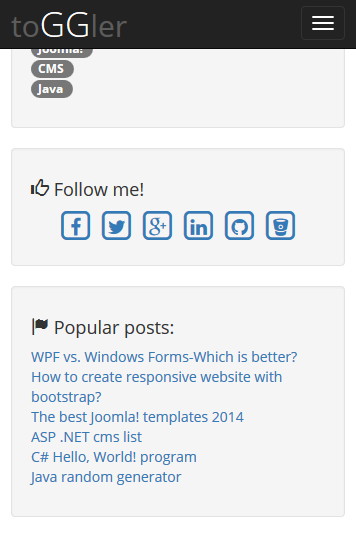 toGGler
Joomla!
CMS
Java
Follow me!
Popular posts:
WPF vs. Windows Forms-Which is better?
How to create responsive website with
bootstrap?
The best Joomla! templates 2014
ASP .NET cms list
C# Hello, World! program
Java random generator